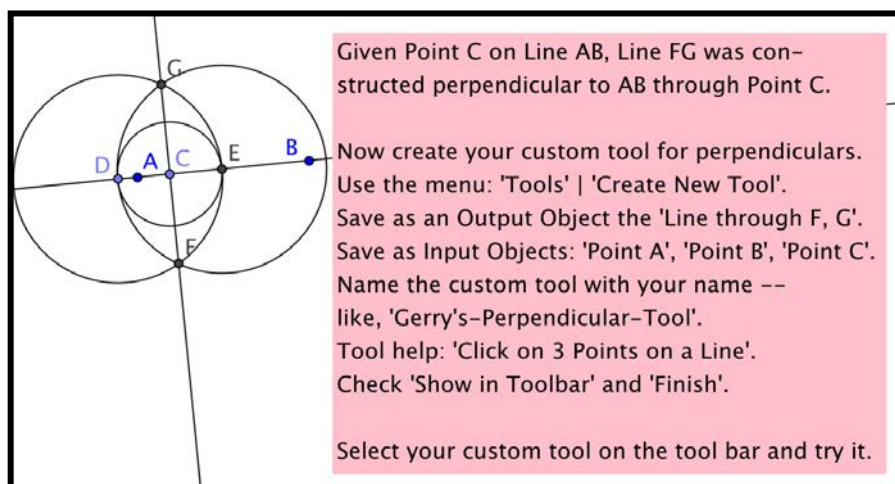 G
D
A
C
E
B
F
Given Point C on Line AB, Line FG was con-
structed perpendicular to AB through Point C.
Now create your custom tool for perpendiculars.
Use the menu: 'Tools' | 'Create New Tool'.
Save as an Output Object the 'Line through F, G'.
Save as Input Objects: 'Point A', 'Point B', 'Point C'.
Name the custom tool with your name --
like, 'Gerry's-Perpendicular-Tool'.
Tool help: 'Click on 3 Points on a Line'.
Check 'Show in Toolbar' and 'Finish'.
Select your custom tool on the tool bar and try it.